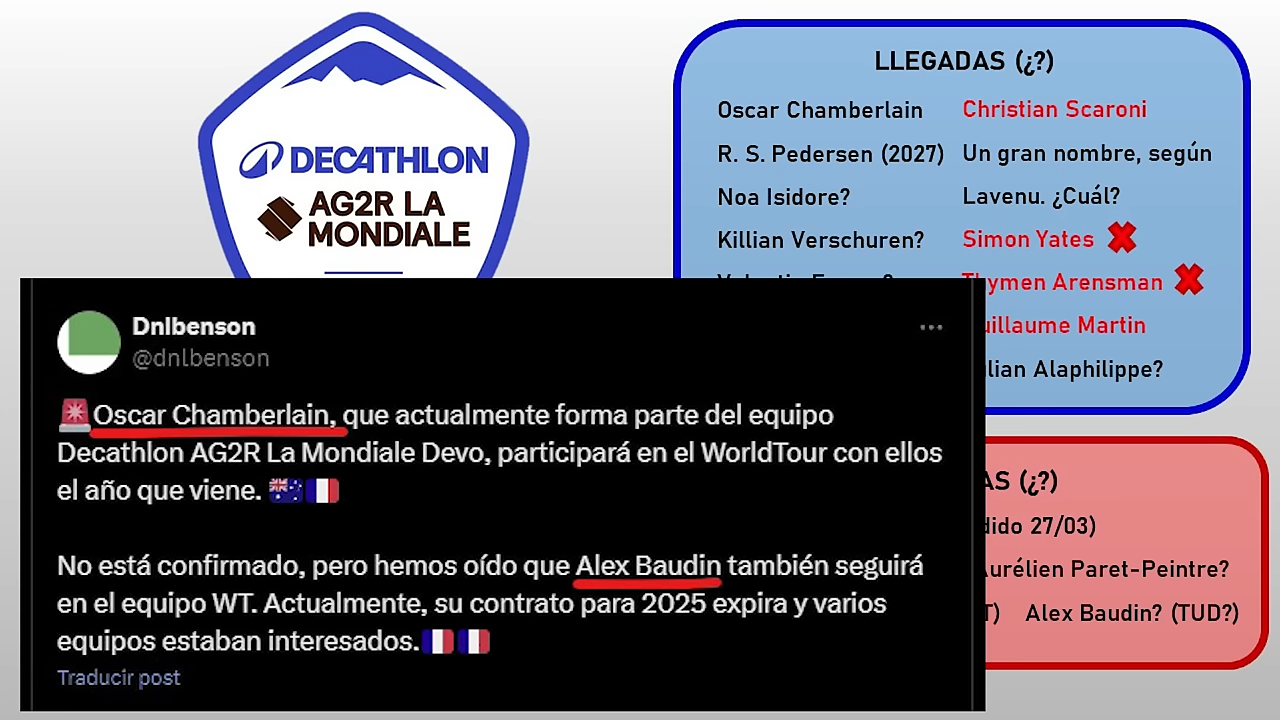 DECATHLON
AG2R LA
MONDIALE
LLEGADAS (¿?)
Oscar Chamberlain
R. S. Pedersen (2027)
Noa Isidore?
Killian Verschuren?
Christian Scaroni
Un gran nombre, según
Lavenu. ¿Cuál?
Simon Yates
Thymen Arensman
uillaume Martin
lian Alaphilippe?
AS (¿?)
dido 27/03)
Aurélien Paret-Peintre?
T) Alex Baudin? (TUD?)
Dnlbenson
@dnlbenson
Oscar Chamberlain, que actualmente forma parte del equipo
Decathlon AG2R La Mondiale Devo, participará en el WorldTour con ellos
el año que viene.
No está confirmado, pero hemos oído que Alex Baudin también seguirá
en el equipo WT. Actualmente, su contrato para 2025 expira y varios
equipos estaban interesados.
Traducir post